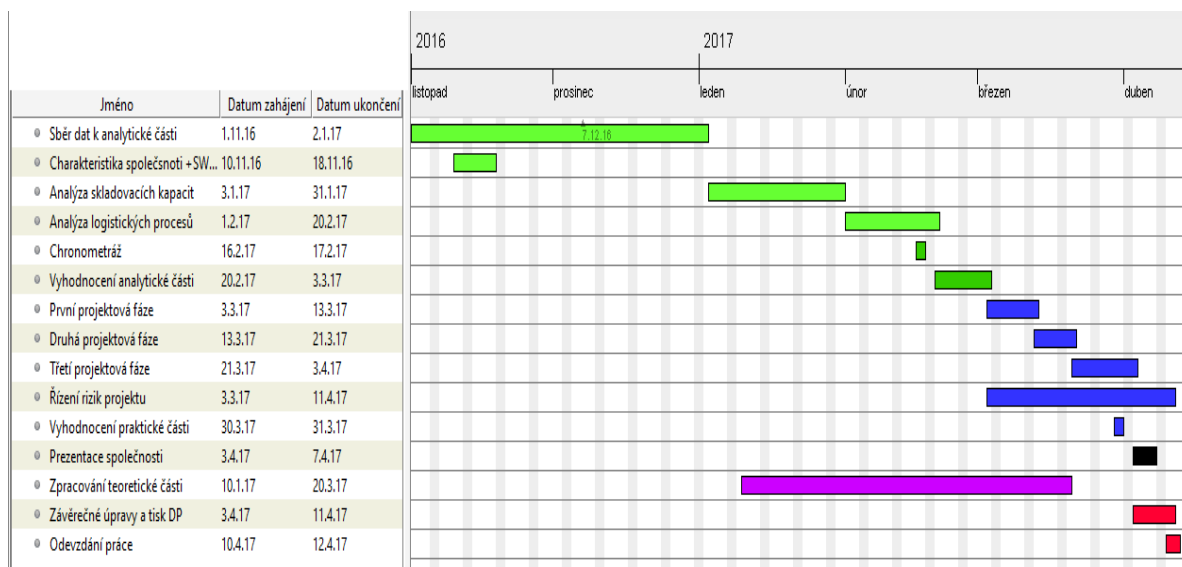 2016 2017
listopad prosinec leden únor březen duben
Jméno Datum zahájení Datum ukončení
Sběr dat k analytické části 1.11.16 2.1.17 7.12.16
Charakteristika společsnoti +SW... 10.11.16 18.11.16
Analýza skladovacích kapacit 3.1.17 31.1.17
Analýza logistických procesů 1.2.17 20.2.17
Chronometráž 16.2.17 17.2.17
Vyhodnocení analytické části 20.2.17 3.3.17
První projektová fáze 3.3.17 13.3.17
Druhá projektová fáze 13.3.17 21.3.17
Třetí projektová fáze 21.3.17 3.4.17
Řízení rizik projektu 3.3.17 11.4.17
Vyhodnocení praktické části 30.3.17 31.3.17
Prezentace společnosti 3.4.17 7.4.17
Zpracování teoretické části 10.1.17 20.3.17
Závěrečné úpravy a tisk DP 3.4.17 11.4.17
Odevzdání práce 10.4.17 12.4.17